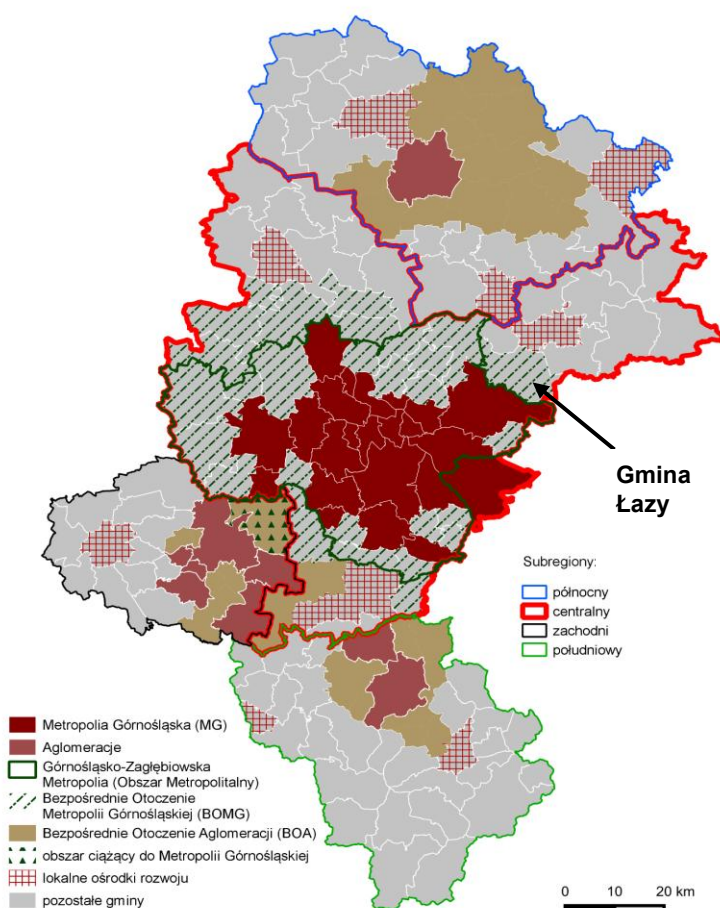 Gmina
Łazy
Subregiony:
północny
centralny
zachodni
południowy
Metropolia Górnośląska (MG)
Aglomeracje
Górnośląsko-Zagłębiowska
Metropolia (Obszar Metropolitalny)
Bezpośrednie Otoczenie
Metropolii Górnośląskiej (BOMG)
Bezpośrednie Otoczenie Aglomeracji (BOA)
obszar ciążący do Metropolii Górnośląskiej
lokalne ośrodki rozwoju
pozostałe gminy
0 10 20 km